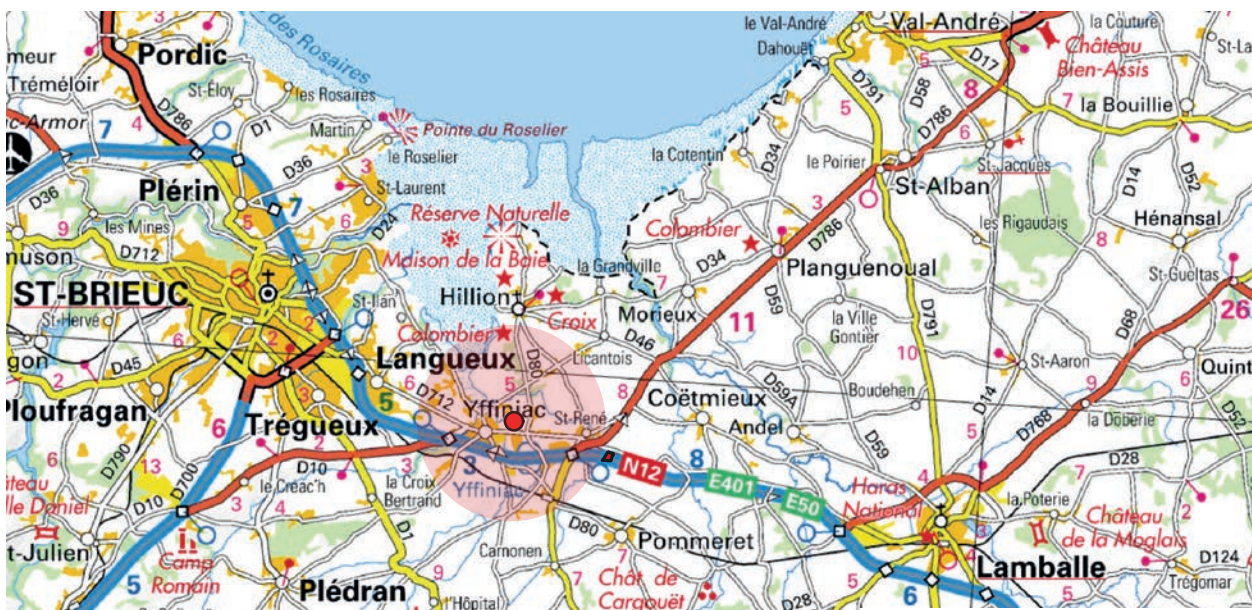 des Rosaires
Pordic
Tréméloir
St-Éloy
les Rosaires
D786
D1
Martin
Pointe du Roselier
le Roselier
D36
D36
Plérin
St-Laurent
D24
les Mines
D712
Réserve Naturelle
Maison de la Baie
ST-BRIEUC
St-Hervé
D45
Ploufragan
Trégueux
Langueux
St-Ilan
Colombier
Hillion
Croix
la Grandville
Morieux
Licantois
D46
D80
D712
Yffiniac
St-René
Yffiniac
D790
D700
D10
D10
le Créac'h
la Croix
Bertrand
D1
Camp
Romain
Plédran
l'Hôpital
Carnonen
D80
Pommeret
Chât. de
Cargouët
N12
E401
E50
Coëtmieux
Andel
D59A
D59
Boudehen
le Val-André
Dahouët
Val-André
la Couture
Château
Bien-Assis
D17
D791
D58
D786
la Bouillie
la Cotentin
D34
le Poirier
St-Alban
St-Jacques
D14
D52
Hénansal
les Rigaudais
Colombier
D34
D786
Planguenoual
D59
la Ville
Gontier
D791
St-Gueltas
26
D68
St-Aaron
D14
D768
la Doberie
D52
D28
Haras
National
la Poterie
Château
de la Moglais
Lamballe
D124
Trégomar
D28
11